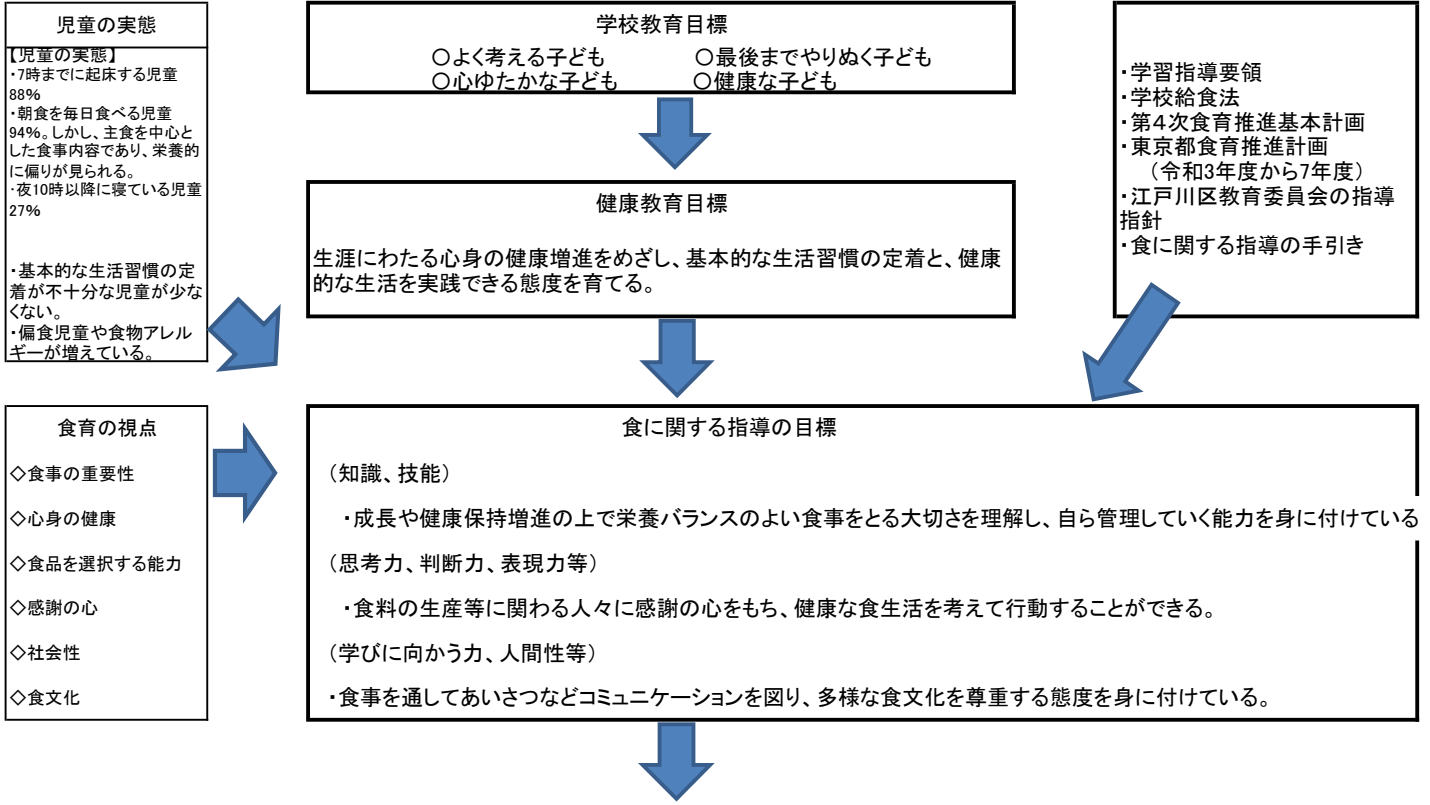 児童の実態
【児童の実態】
・7時までに起床する児童
88%
・朝食を毎日食べる児童
94%。しかし、主食を中心と
した食事内容であり、栄養的
に偏りが見られる。
・夜10時以降に寝ている児童
27%
・基本的な生活習慣の定
着が不十分な児童が少な
くない。
・偏食児童や食物アレル
ギーが増えている。
学校教育目標
〇よく考える子ども 〇最後までやりぬく子ども
〇心ゆたかな子ども 〇健康な子ども
・学習指導要領
・学校給食法
・第4次食育推進基本計画
・東京都食育推進計画
（令和3年度から7年度）
・江戸川区教育委員会の指導
指針
・食に関する指導の手引き
健康教育目標
生涯にわたる心身の健康増進をめざし、基本的な生活習慣の定着と、健康
的な生活を実践できる態度を育てる。
食育の視点
◇食事の重要性
◇心身の健康
◇食品を選択する能力
◇感謝の心
◇社会性
◇食文化
食に関する指導の目標
（知識、技能）
・成長や健康保持増進の上で栄養バランスのよい食事をとる大切さを理解し、自ら管理していく能力を身に付けている
（思考力、判断力、表現力等）
・食料の生産等に関わる人々に感謝の心をもち、健康な食生活を考えて行動することができる。
（学びに向かう力、人間性等）
・食事を通してあいさつなどコミュニケーションを図り、多様な食文化を尊重する態度を身に付けている。